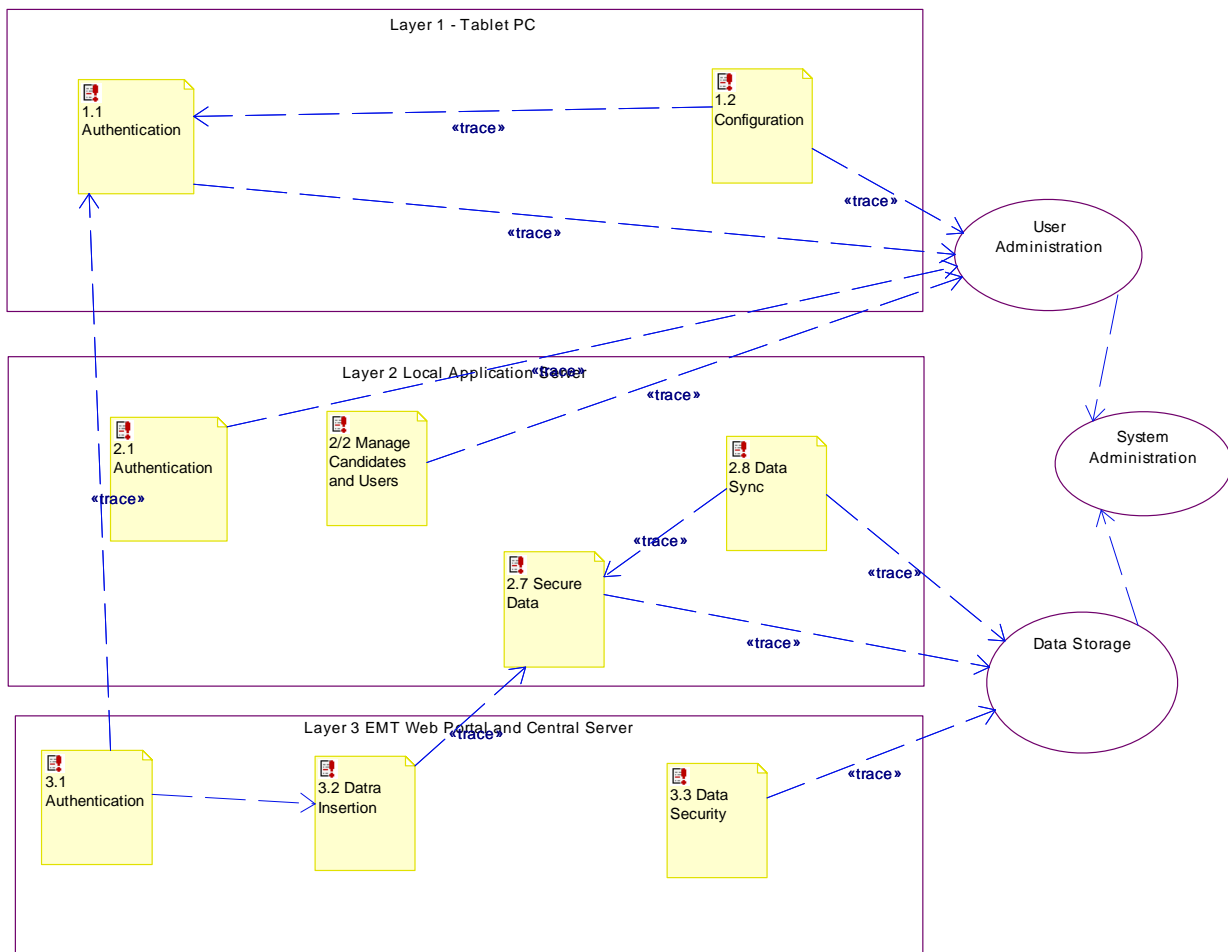 Layer 1 - Tablet PC
1.1
Authentication
1.2
Configuration
«trace»
«trace»
«trace»
User
Administration
Layer 2 Local Application Server
«trace»
«trace»
2.1
Authentication
2/2 Manage
Candidates
and Users
2.8 Data
Sync
System
Administration
«trace»
«trace»
«trace»
2.7 Secure
Data
«trace»
Data Storage
Layer 3 EMT Web Portal and Central Server
«trace»
3.1
Authentication
3.2 Datra
Insertion
3.3 Data
Security
«trace»